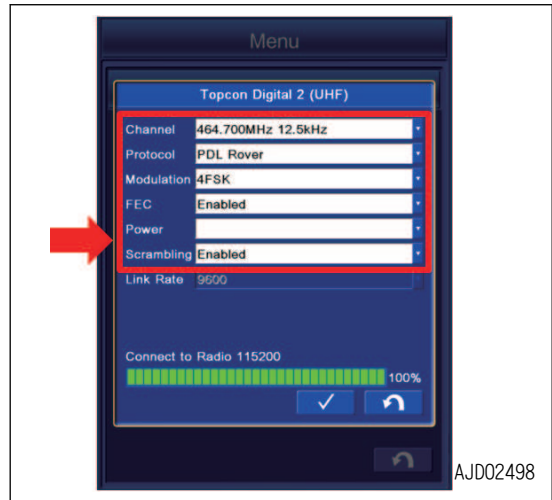 Menu
Topcon Digital 2 (UHF)
Channel 464.700MHz 12.5kHz
Protocol PDL Rover
Modulation 4FSK
FEC Enabled
Power
Scrambling Enabled
Link Rate 9600
Connect to Radio 115200
100%
AJD02498